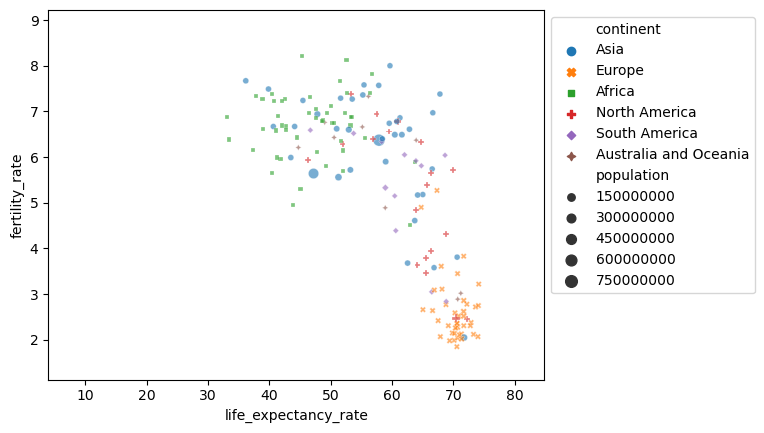 9
8
7
6
5
4
3
2
fertility_rate
10 20 30 40 50 60 70 80
life_expectancy_rate
continent
Asia
Europe
Africa
North America
South America
Australia and Oceania
population
150000000
300000000
450000000
600000000
750000000